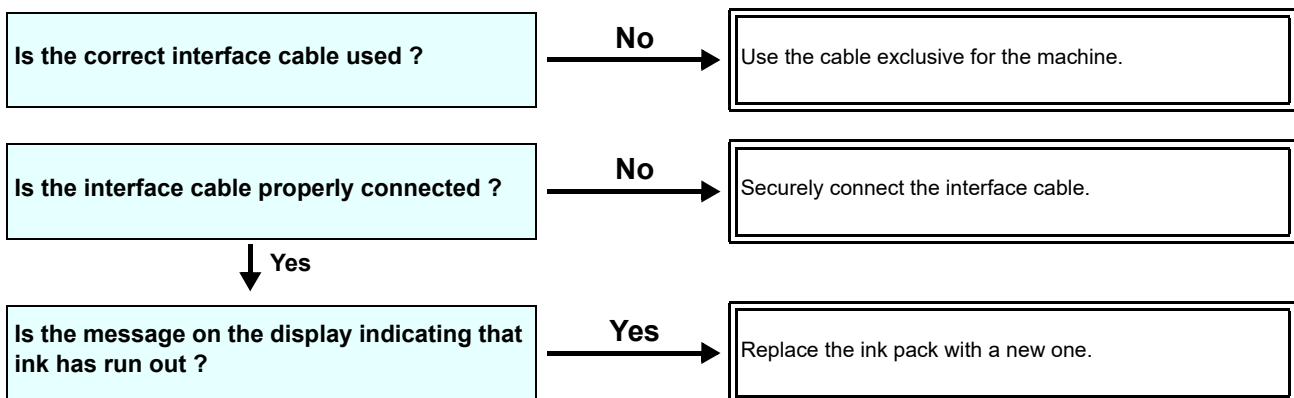 Is the correct interface cable used ?
No
Use the cable exclusive for the machine.
Is the interface cable properly connected ?
No
Securely connect the interface cable.
Yes
Is the message on the display indicating that
ink has run out ?
Yes
Replace the ink pack with a new one.